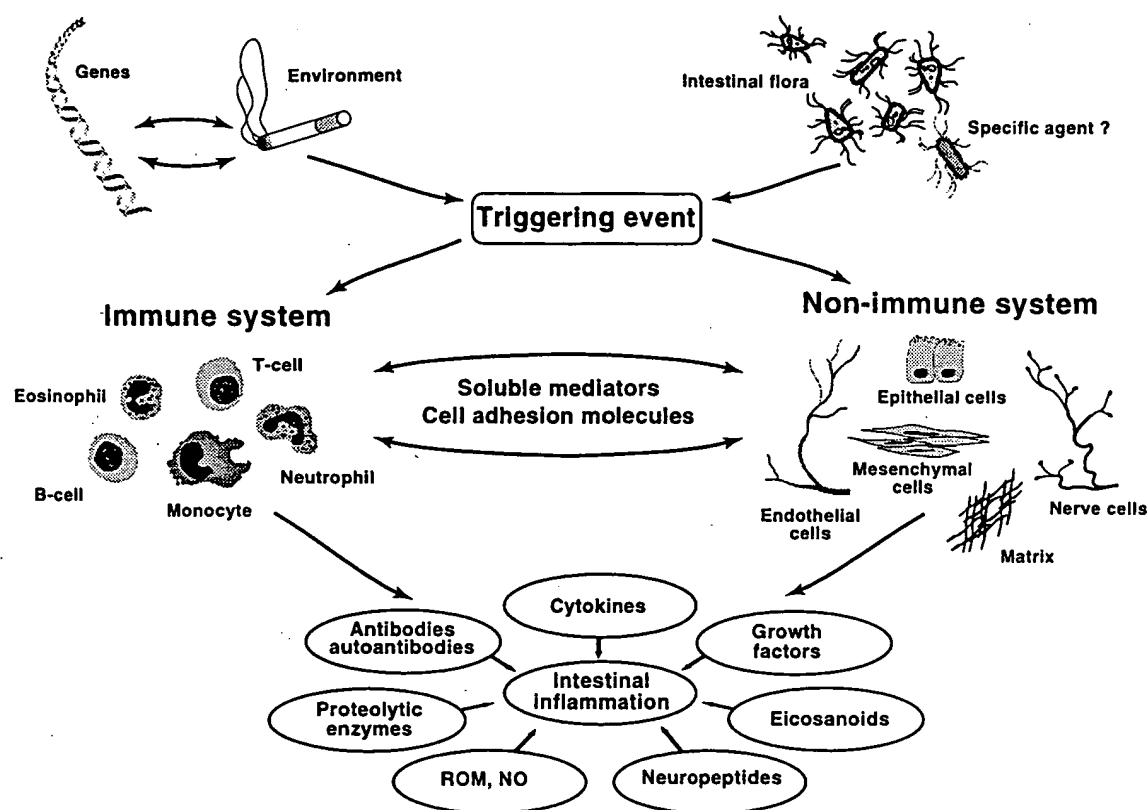 Genes
Environment
Intestinal flora
Specific agent ?
Triggering event
Immune system
Non-immune system
T-cell
Eosinophil
B-cell
Monocyte
Neutrophil
Soluble mediators
Cell adhesion molecules
Epithelial cells
Mesenchymal
cells
Endothelial
cells
Nerve cells
Matrix
Cytokines
Antibodies
autoantibodies
Growth
factors
Intestinal
inflammation
Proteolytic
enzymes
Eicosanoids
ROM, NO
Neuropeptides